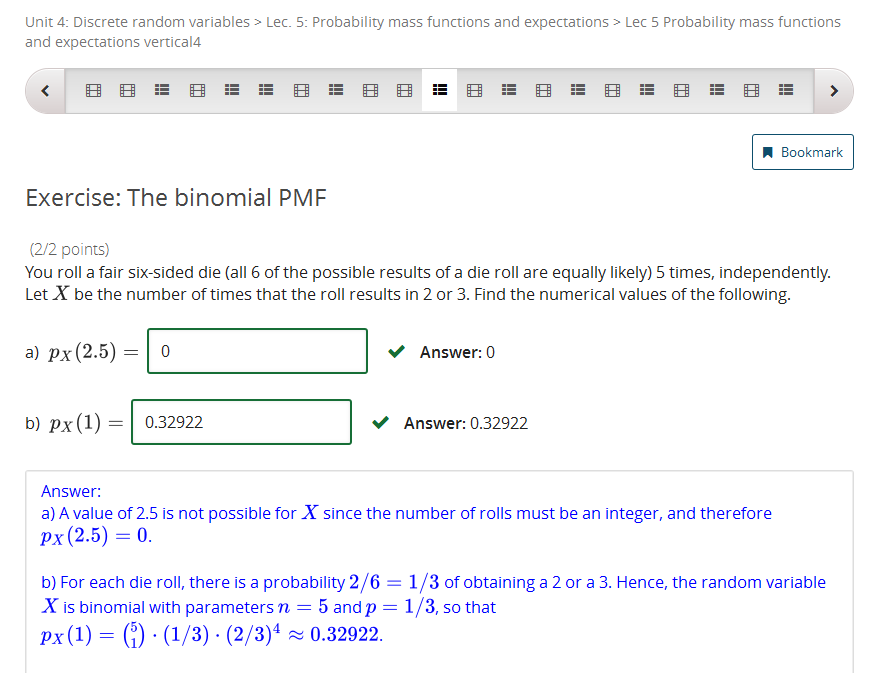 Unit 4: Discrete random variables > Lec. 5: Probability mass functions and expectations > Lec 5 Probability mass functions
and expectations vertical4
Bookmark
Exercise: The binomial PMF
(2/2 points)
You roll a fair six-sided die (all 6 of the possible results of a die roll are equally likely) 5 times, independently.
Let X be the number of times that the roll results in 2 or 3. Find the numerical values of the following.
a) pX(2.5) = 0 Answer: 0
b) pX(1) = 0.32922 Answer: 0.32922
Answer:
a) A value of 2.5 is not possible for X since the number of rolls must be an integer, and therefore
pX(2.5) = 0.
b) For each die roll, there is a probability 2/6 = 1/3 of obtaining a 2 or a 3. Hence, the random variable
X is binomial with parameters n = 5 and p = 1/3, so that
pX(1) = (5 1) · (1/3) · (2/3)⁴ ≈ 0.32922.